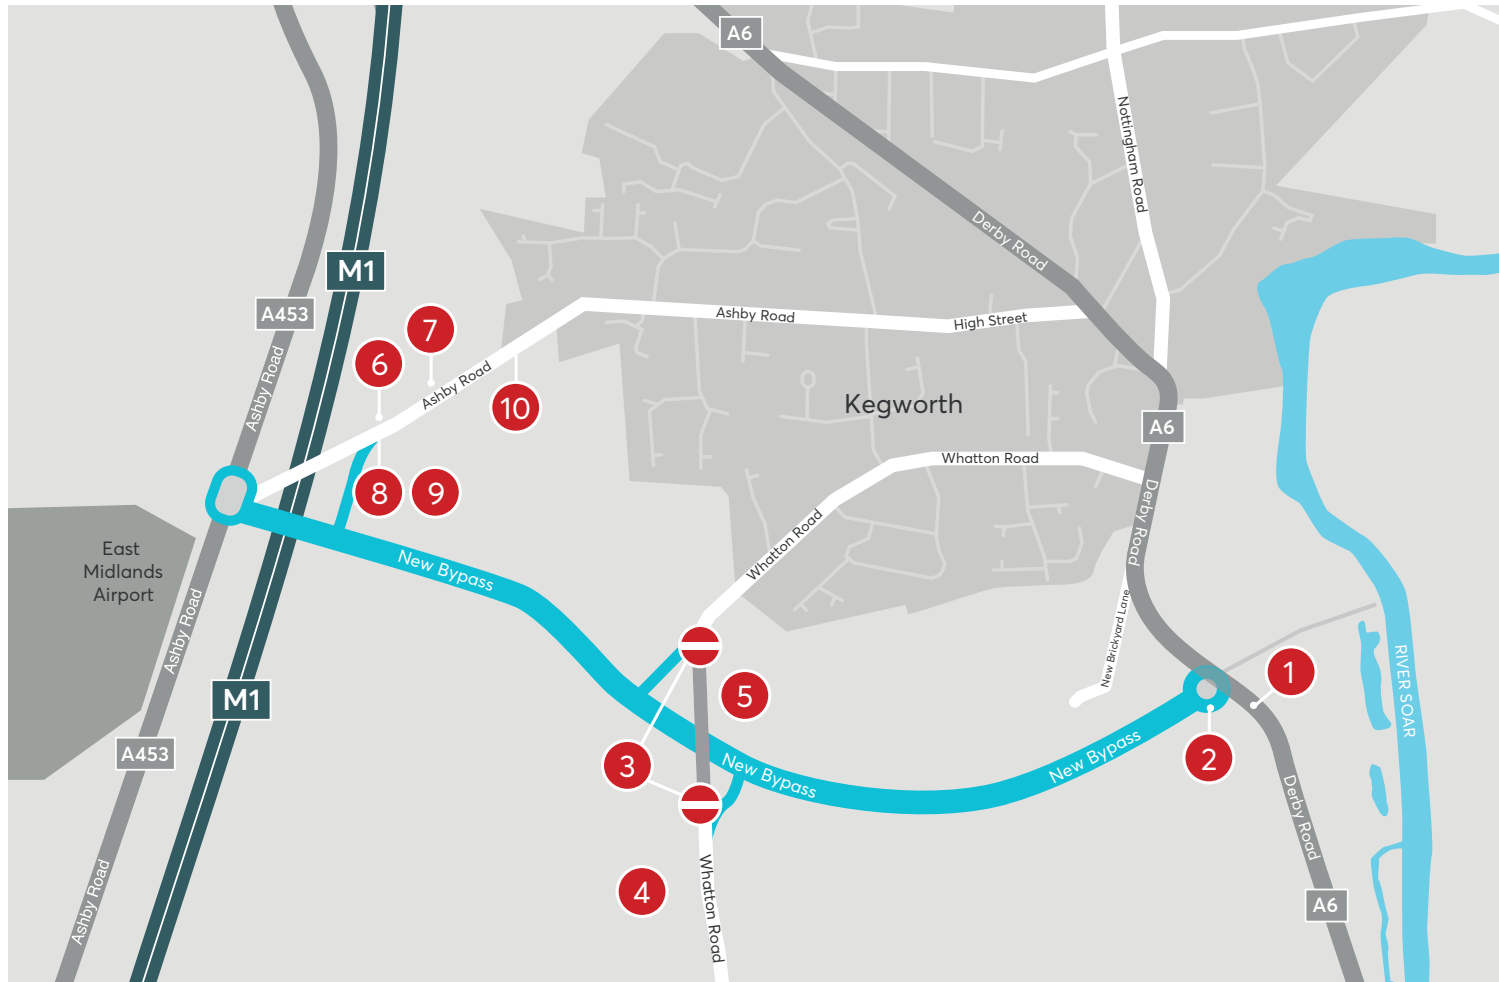 A6
Nottingham Road
Derby Road
M1
A453
7
6
Ashby Road
High Street
Ashby Road
Ashby Road
10
Kegworth
A6
Whatton Road
8
9
Derby Road
Whatton Road
East
Midlands
Airport
New Bypass
Ashby Road
New Brickyard Lane
RIVER SOAR
M1
5
1
A453
3
New Bypass
New Bypass
2
Derby Road
4
Whatton Road
Ashby Road
A6